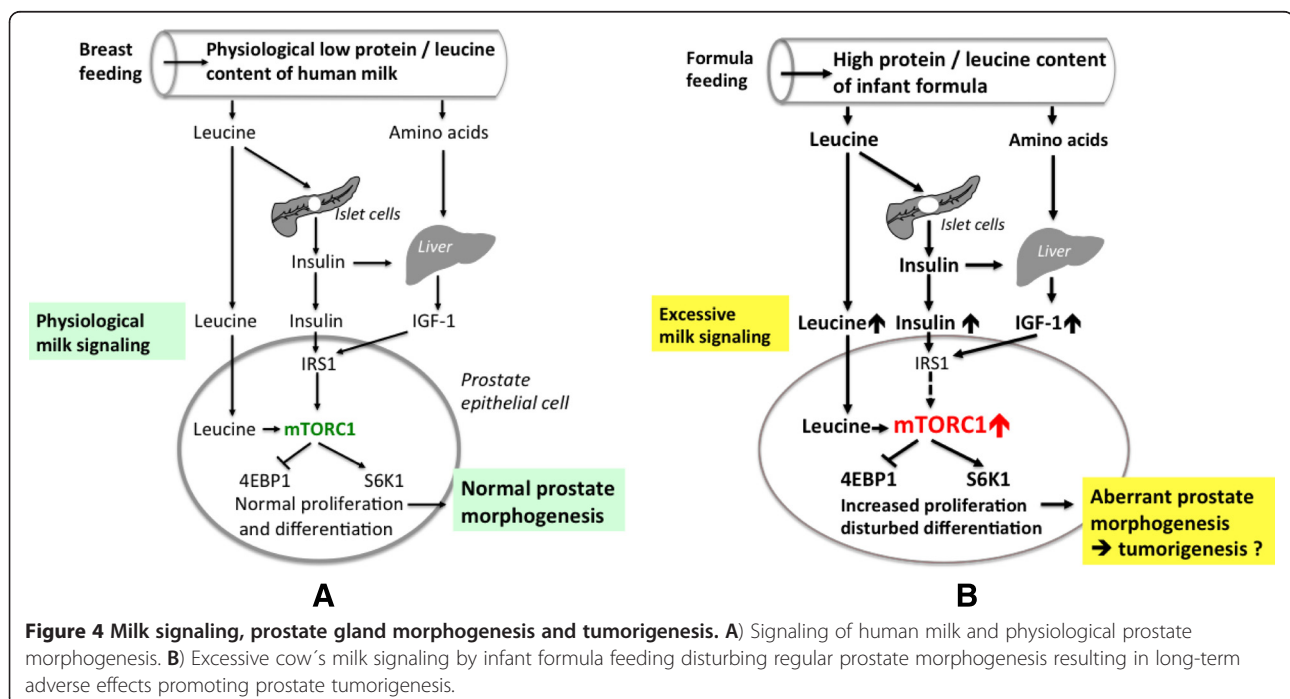 Breast
feeding
Physiological low protein / leucine
content of human milk
Leucine
Amino acids
Islet cells
Liver
Insulin
Physiological
milk signaling
Leucine
Insulin
IGF-1
IRS1
Prostate
epithelial cell
Leucine
mTORC1
4EBP1
S6K1
Normal proliferation
and differentiation
Normal prostate
morphogenesis
A
Formula
feeding
High protein / leucine content
of infant formula
Leucine
Amino acids
Islet cells
Liver
Insulin
Excessive
milk signaling
Leucine↑
Insulin ↑
IGF-1↑
IRS1
Leucine
mTORC1↑
4EBP1
S6K1
Increased proliferation
disturbed differentiation
Aberrant prostate
morphogenesis
→ tumorigenesis ?
B
Figure 4 Milk signaling, prostate gland morphogenesis and tumorigenesis. A) Signaling of human milk and physiological prostate
morphogenesis. B) Excessive cow´s milk signaling by infant formula feeding disturbing regular prostate morphogenesis resulting in long-term
adverse effects promoting prostate tumorigenesis.